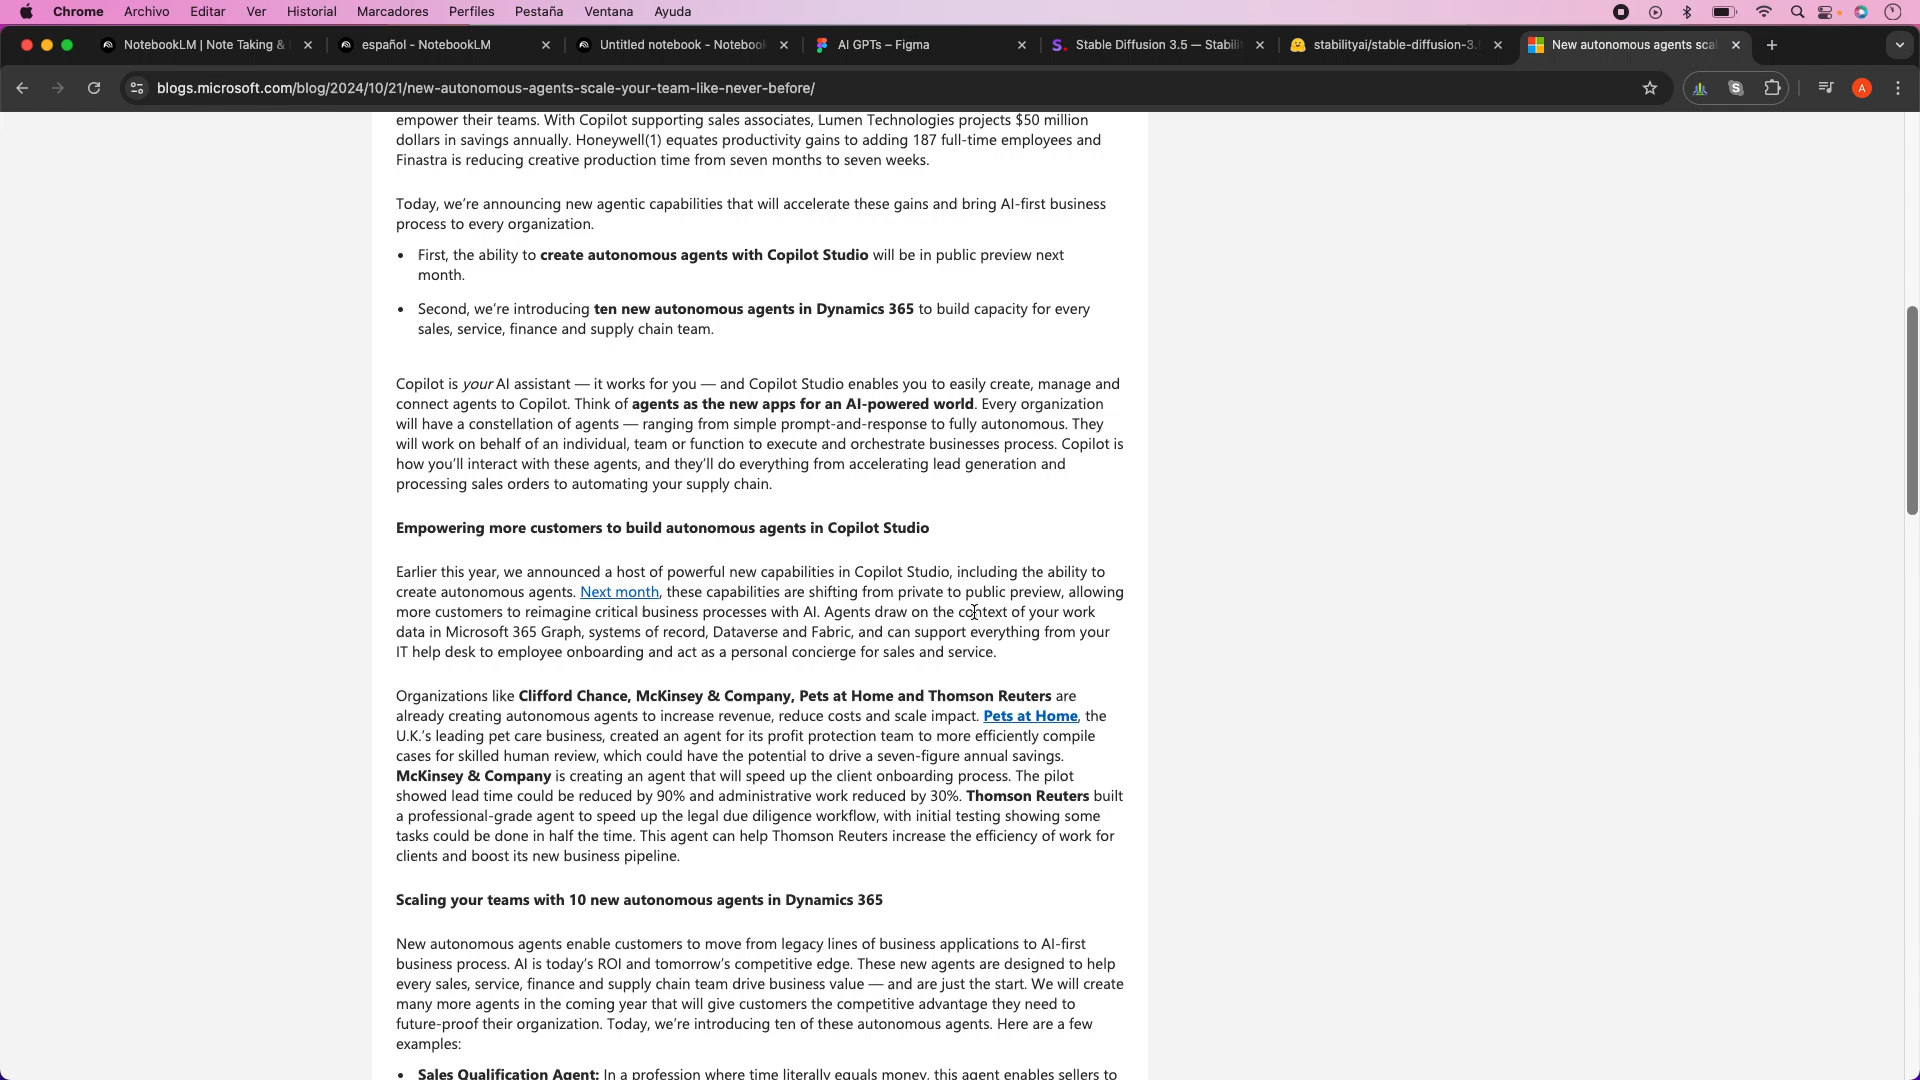 Chrome Archivo Editar Ver Historial Marcadores Perfiles Pestaña Ventana Ayuda
NotebookLM | Note Taking &
español - NotebookLM
Untitled notebook - Notebook
AI GPTs – Figma
Stable Diffusion 3.5 — Stabili
stabilityai/stable-diffusion-3.
New autonomous agents scal
blogs.microsoft.com/blog/2024/10/21/new-autonomous-agents-scale-your-team-like-never-before/
A
empower their teams. With Copilot supporting sales associates, Lumen Technologies projects $50 million
dollars in savings annually. Honeywell(1) equates productivity gains to adding 187 full-time employees and
Finastra is reducing creative production time from seven months to seven weeks.
Today, we’re announcing new agentic capabilities that will accelerate these gains and bring AI-first business
process to every organization.
• First, the ability to create autonomous agents with Copilot Studio will be in public preview next
month.
• Second, we’re introducing ten new autonomous agents in Dynamics 365 to build capacity for every
sales, service, finance and supply chain team.
Copilot is your AI assistant — it works for you — and Copilot Studio enables you to easily create, manage and
connect agents to Copilot. Think of agents as the new apps for an AI-powered world. Every organization
will have a constellation of agents — ranging from simple prompt-and-response to fully autonomous. They
will work on behalf of an individual, team or function to execute and orchestrate businesses process. Copilot is
how you’ll interact with these agents, and they’ll do everything from accelerating lead generation and
processing sales orders to automating your supply chain.
Empowering more customers to build autonomous agents in Copilot Studio
Earlier this year, we announced a host of powerful new capabilities in Copilot Studio, including the ability to
create autonomous agents. Next month, these capabilities are shifting from private to public preview, allowing
more customers to reimagine critical business processes with AI. Agents draw on the context of your work
data in Microsoft 365 Graph, systems of record, Dataverse and Fabric, and can support everything from your
IT help desk to employee onboarding and act as a personal concierge for sales and service.
Organizations like Clifford Chance, McKinsey & Company, Pets at Home and Thomson Reuters are
already creating autonomous agents to increase revenue, reduce costs and scale impact. Pets at Home, the
U.K.’s leading pet care business, created an agent for its profit protection team to more efficiently compile
cases for skilled human review, which could have the potential to drive a seven-figure annual savings.
McKinsey & Company is creating an agent that will speed up the client onboarding process. The pilot
showed lead time could be reduced by 90% and administrative work reduced by 30%. Thomson Reuters built
a professional-grade agent to speed up the legal due diligence workflow, with initial testing showing some
tasks could be done in half the time. This agent can help Thomson Reuters increase the efficiency of work for
clients and boost its new business pipeline.
Scaling your teams with 10 new autonomous agents in Dynamics 365
New autonomous agents enable customers to move from legacy lines of business applications to AI-first
business process. AI is today’s ROI and tomorrow’s competitive edge. These new agents are designed to help
every sales, service, finance and supply chain team drive business value — and are just the start. We will create
many more agents in the coming year that will give customers the competitive advantage they need to
future-proof their organization. Today, we’re introducing ten of these autonomous agents. Here are a few
examples:
• Sales Qualification Agent: In a profession where time literally equals money, this agent enables sellers to